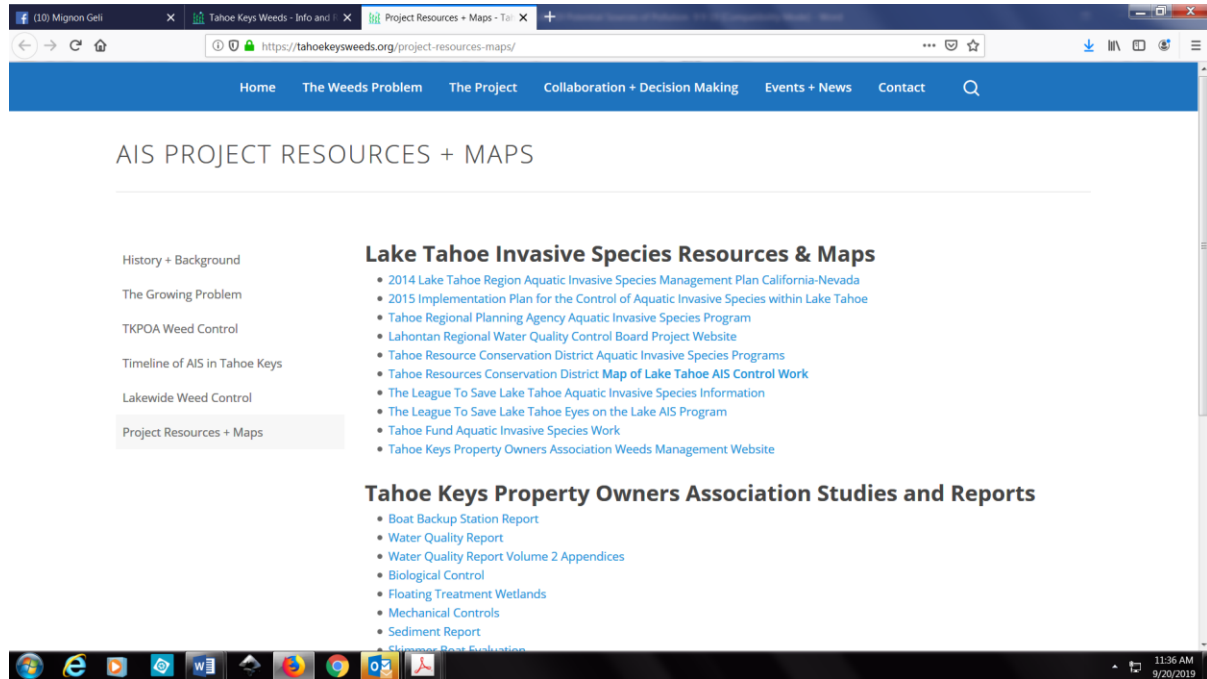 (10) Mignon Geli
Tahoe Keys Weeds - Info and
Project Resources + Maps - Ta
https://tahoekeysweeds.org/project-resources-maps/
Home The Weeds Problem The Project Collaboration + Decision Making Events + News Contact
AIS PROJECT RESOURCES + MAPS
History + Background
The Growing Problem
TKPOA Weed Control
Timeline of AIS in Tahoe Keys
Lakewide Weed Control
Project Resources + Maps
Lake Tahoe Invasive Species Resources & Maps
2014 Lake Tahoe Region Aquatic Invasive Species Management Plan California-Nevada
2015 Implementation Plan for the Control of Aquatic Invasive Species within Lake Tahoe
Tahoe Regional Planning Agency Aquatic Invasive Species Program
Lahontan Regional Water Quality Control Board Project Website
Tahoe Resource Conservation District Aquatic Invasive Species Programs
Tahoe Resources Conservation District Map of Lake Tahoe AIS Control Work
The League To Save Lake Tahoe Aquatic Invasive Species Information
The League To Save Lake Tahoe Eyes on the Lake AIS Program
Tahoe Fund Aquatic Invasive Species Work
Tahoe Keys Property Owners Association Weeds Management Website
Tahoe Keys Property Owners Association Studies and Reports
Boat Backup Station Report
Water Quality Report
Water Quality Report Volume 2 Appendices
Biological Control
Floating Treatment Wetlands
Mechanical Controls
Sediment Report
Skimmer Boat Evaluation
11:36 AM
9/20/2019